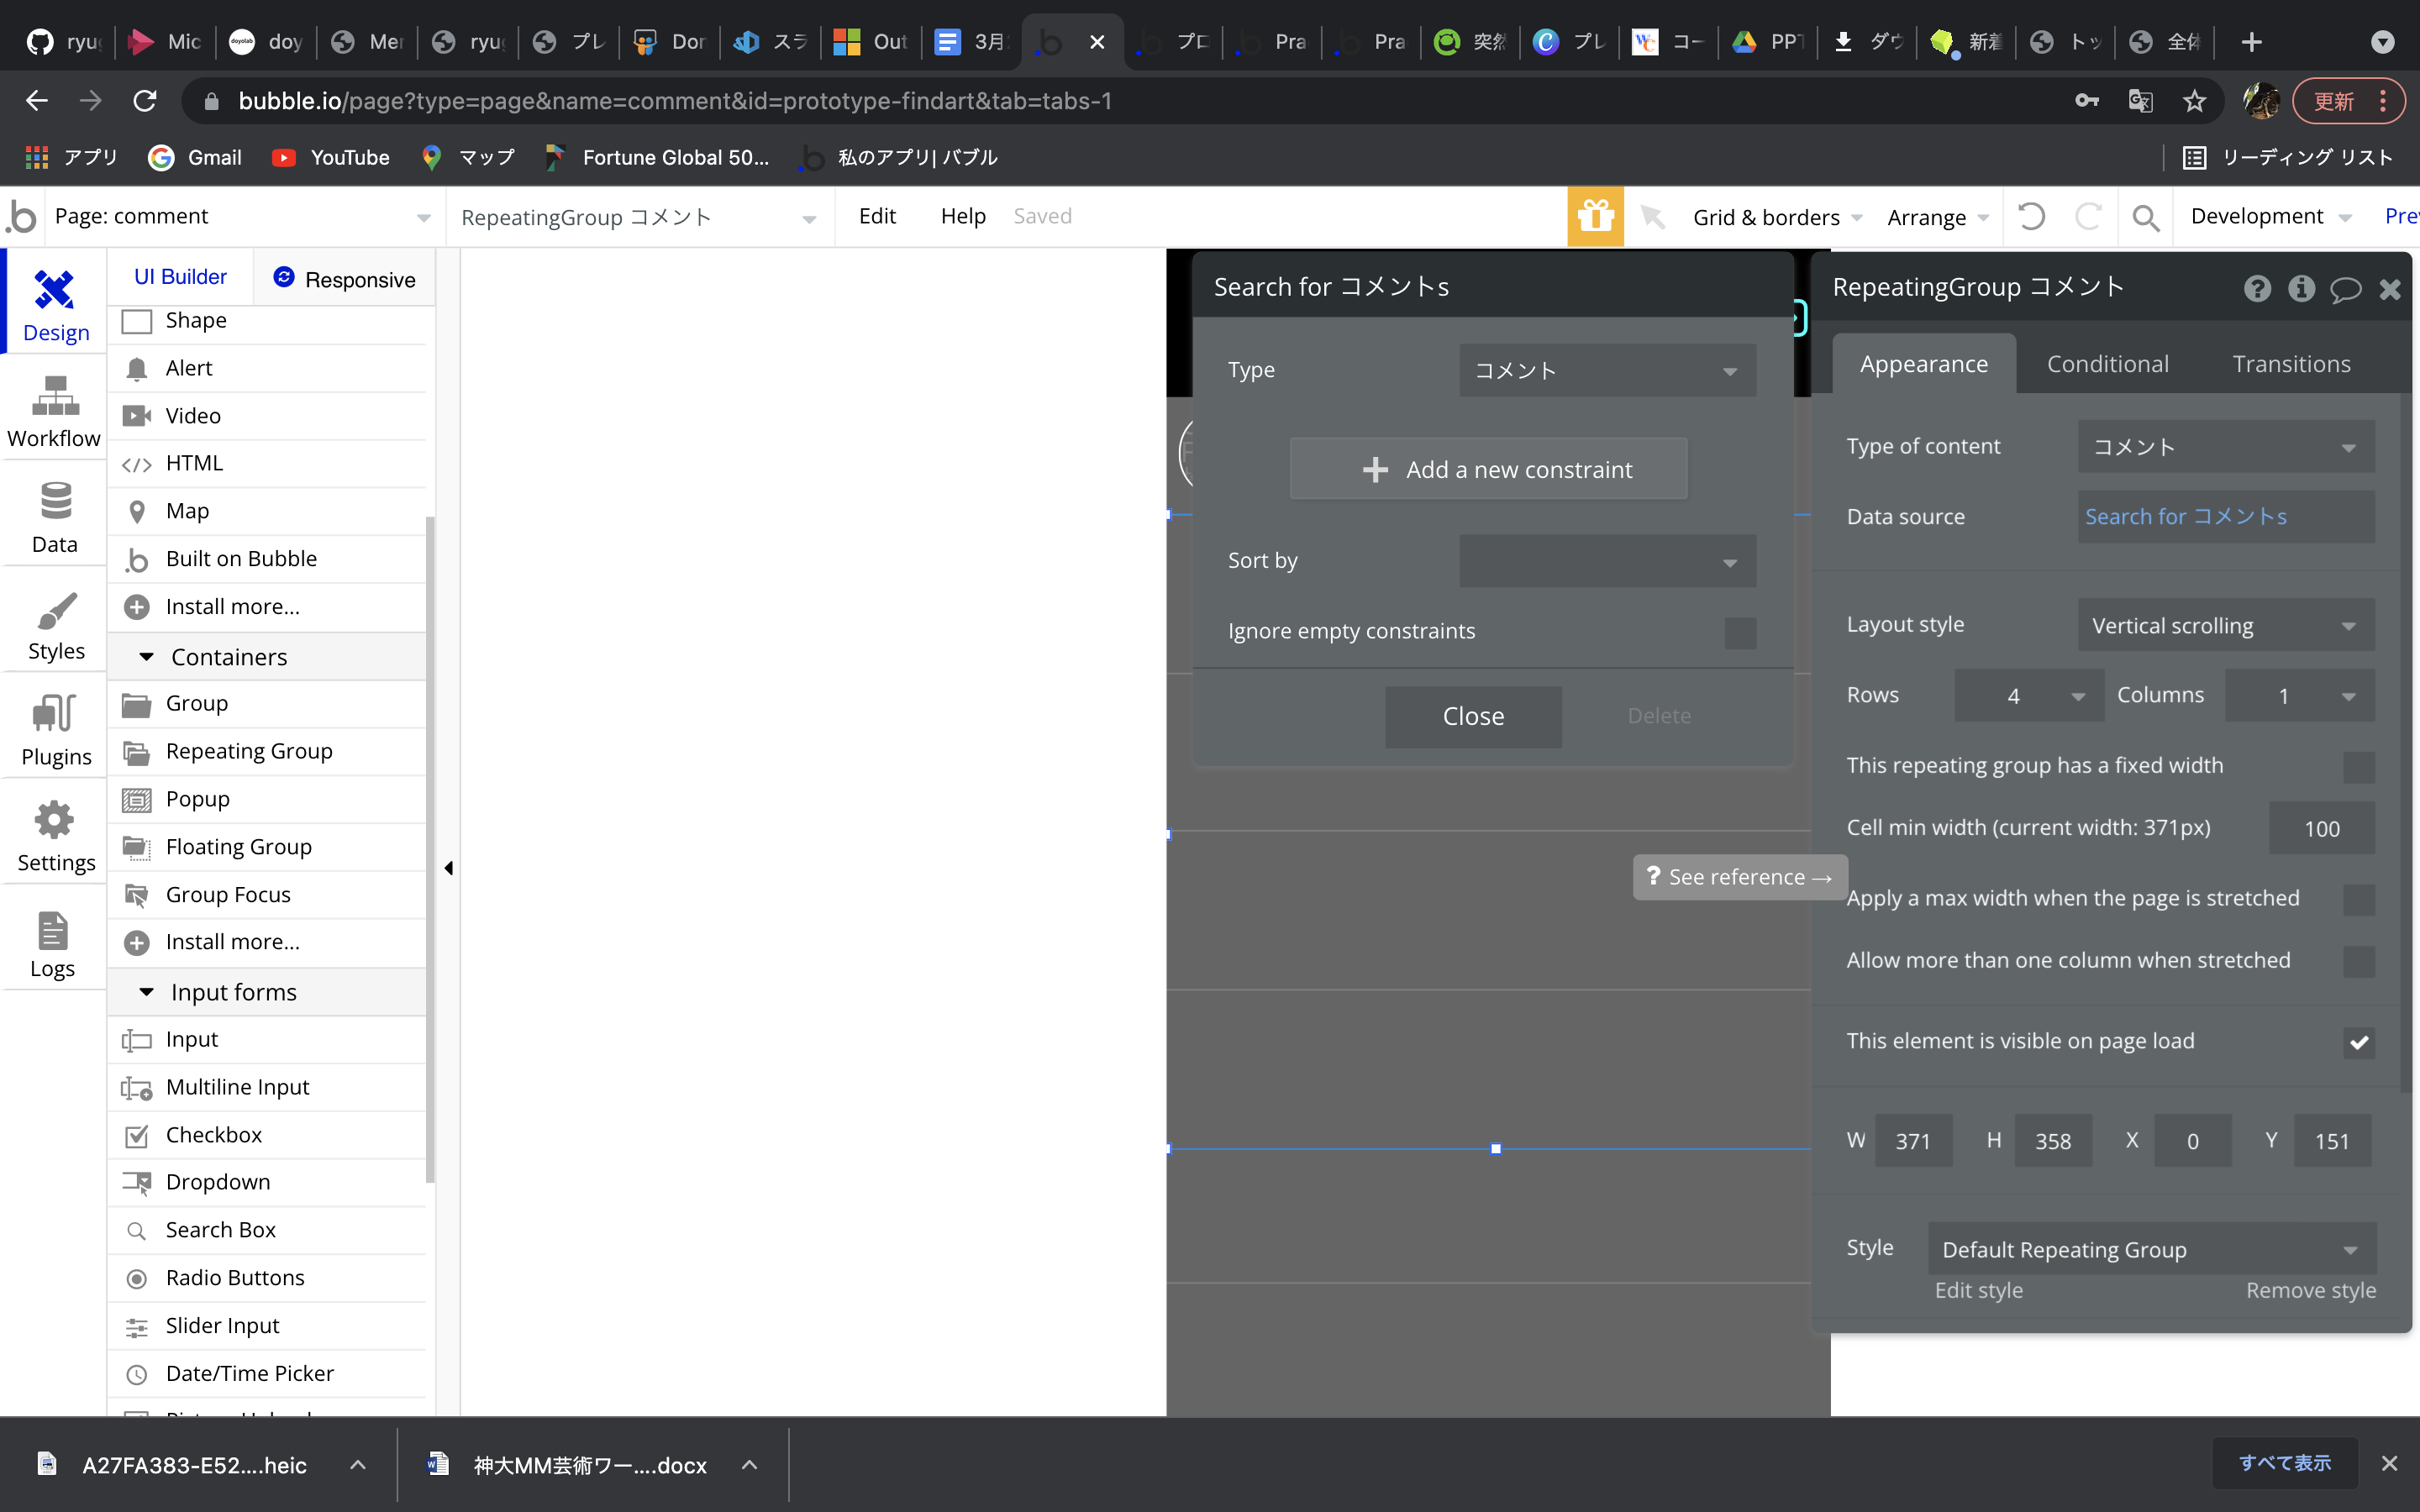 ryu
Mic
doyolab
doy
Mer
ryu
プレ
Dor
スラ
Out
3月
プロ
Pra
Pra
突然
プレ
コー
PPT
ダウ
新着
トッ
全体
bubble.io/page?type=page&name=comment&id=prototype-findart&tab=tabs-1
更新
アプリ
Gmail
YouTube
マップ
Fortune Global 50...
私のアプリ| バブル
リーディング リスト
Page: comment
RepeatingGroup コメント
Edit
Help
Saved
Grid & borders
Arrange
Development
Pre
Design
Workflow
Data
Styles
Plugins
Settings
Logs
UI Builder
Responsive
Shape
Alert
Video
HTML
Map
Built on Bubble
Install more...
Containers
Group
Repeating Group
Popup
Floating Group
Group Focus
Install more...
Input forms
Input
Multiline Input
Checkbox
Dropdown
Search Box
Radio Buttons
Slider Input
Date/Time Picker
Search for コメントs
Type
コメント
Add a new constraint
Sort by
Ignore empty constraints
Close
Delete
? See reference →
RepeatingGroup コメント
Appearance
Conditional
Transitions
Type of content
コメント
Data source
Search for コメントs
Layout style
Vertical scrolling
Rows
4
Columns
1
This repeating group has a fixed width
Cell min width (current width: 371px)
100
Apply a max width when the page is stretched
Allow more than one column when stretched
This element is visible on page load
W 371 H 358 X 0 Y 151
Style
Default Repeating Group
Edit style
Remove style
A27FA383-E52....heic
神大MM芸術ワー....docx
すべて表示